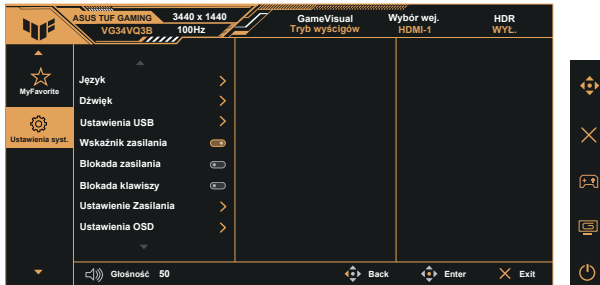 ASUS TUF GAMING
VG34VQ3B
3440 x 1440
100Hz
GameVisual
Tryb wyścigów
Wybór wej.
HDMI-1
HDR
WYŁ.
MyFavorite
Ustawienia syst.
Język
Dźwięk
Ustawienia USB
Wskaźnik zasilania
Blokada zasilania
Blokada klawiszy
Ustawienie Zasilania
Ustawienia OSD
Głośność 50
Back
Enter
Exit